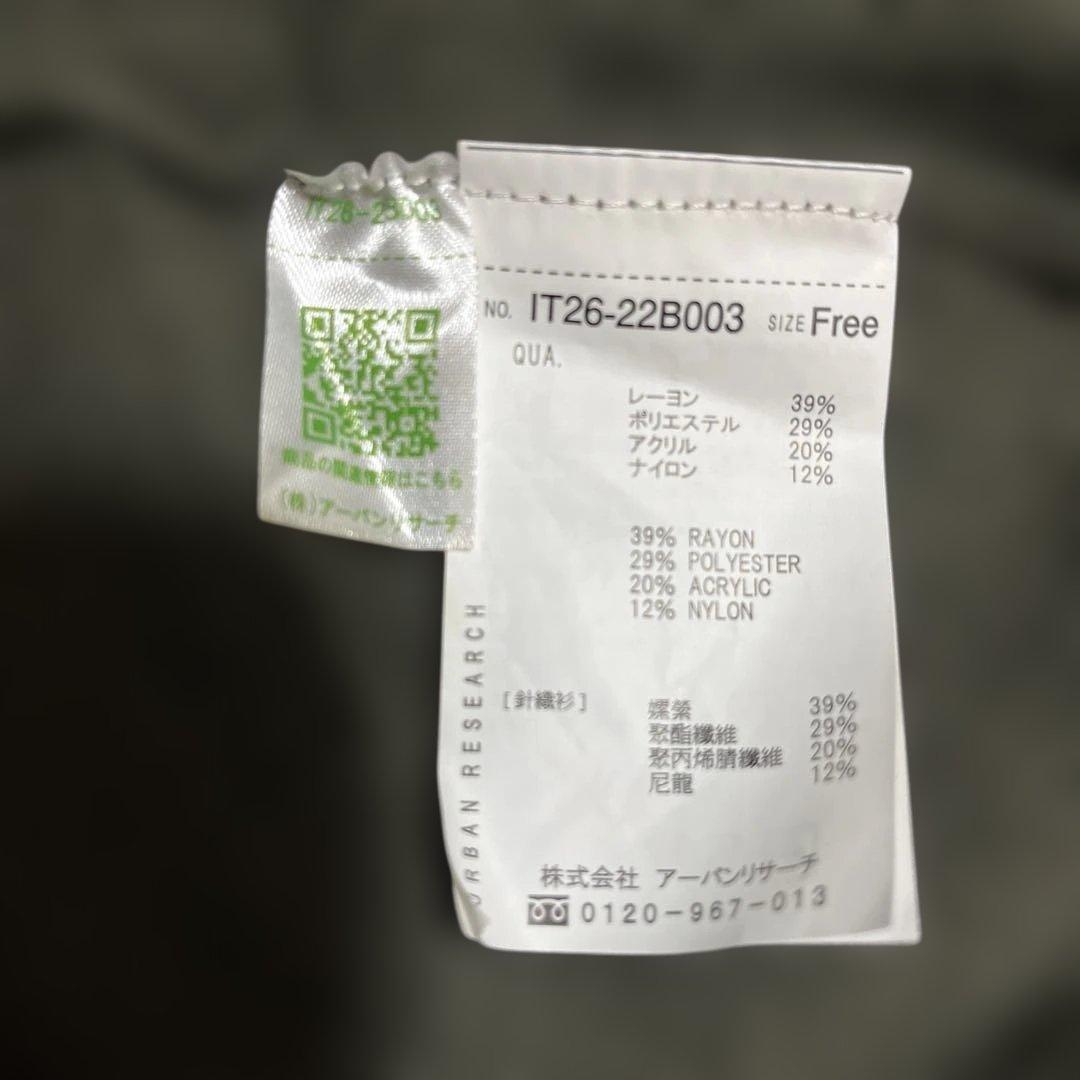 IT26-22B003
商品の関連情報はこちら
(株)アーバンリサーチ
NO. IT26-22B003 SIZE Free
QUA.
レーヨン 39%
ポリエステル 29%
アクリル 20%
ナイロン 12%
39% RAYON
29% POLYESTER
20% ACRYLIC
12% NYLON
[針織衫] 嫘縈 39%
聚酯纖維 29%
聚丙烯腈纖維 20%
尼龍 12%
URBAN RESEARCH
株式会社 アーバンリサーチ
0120-967-013